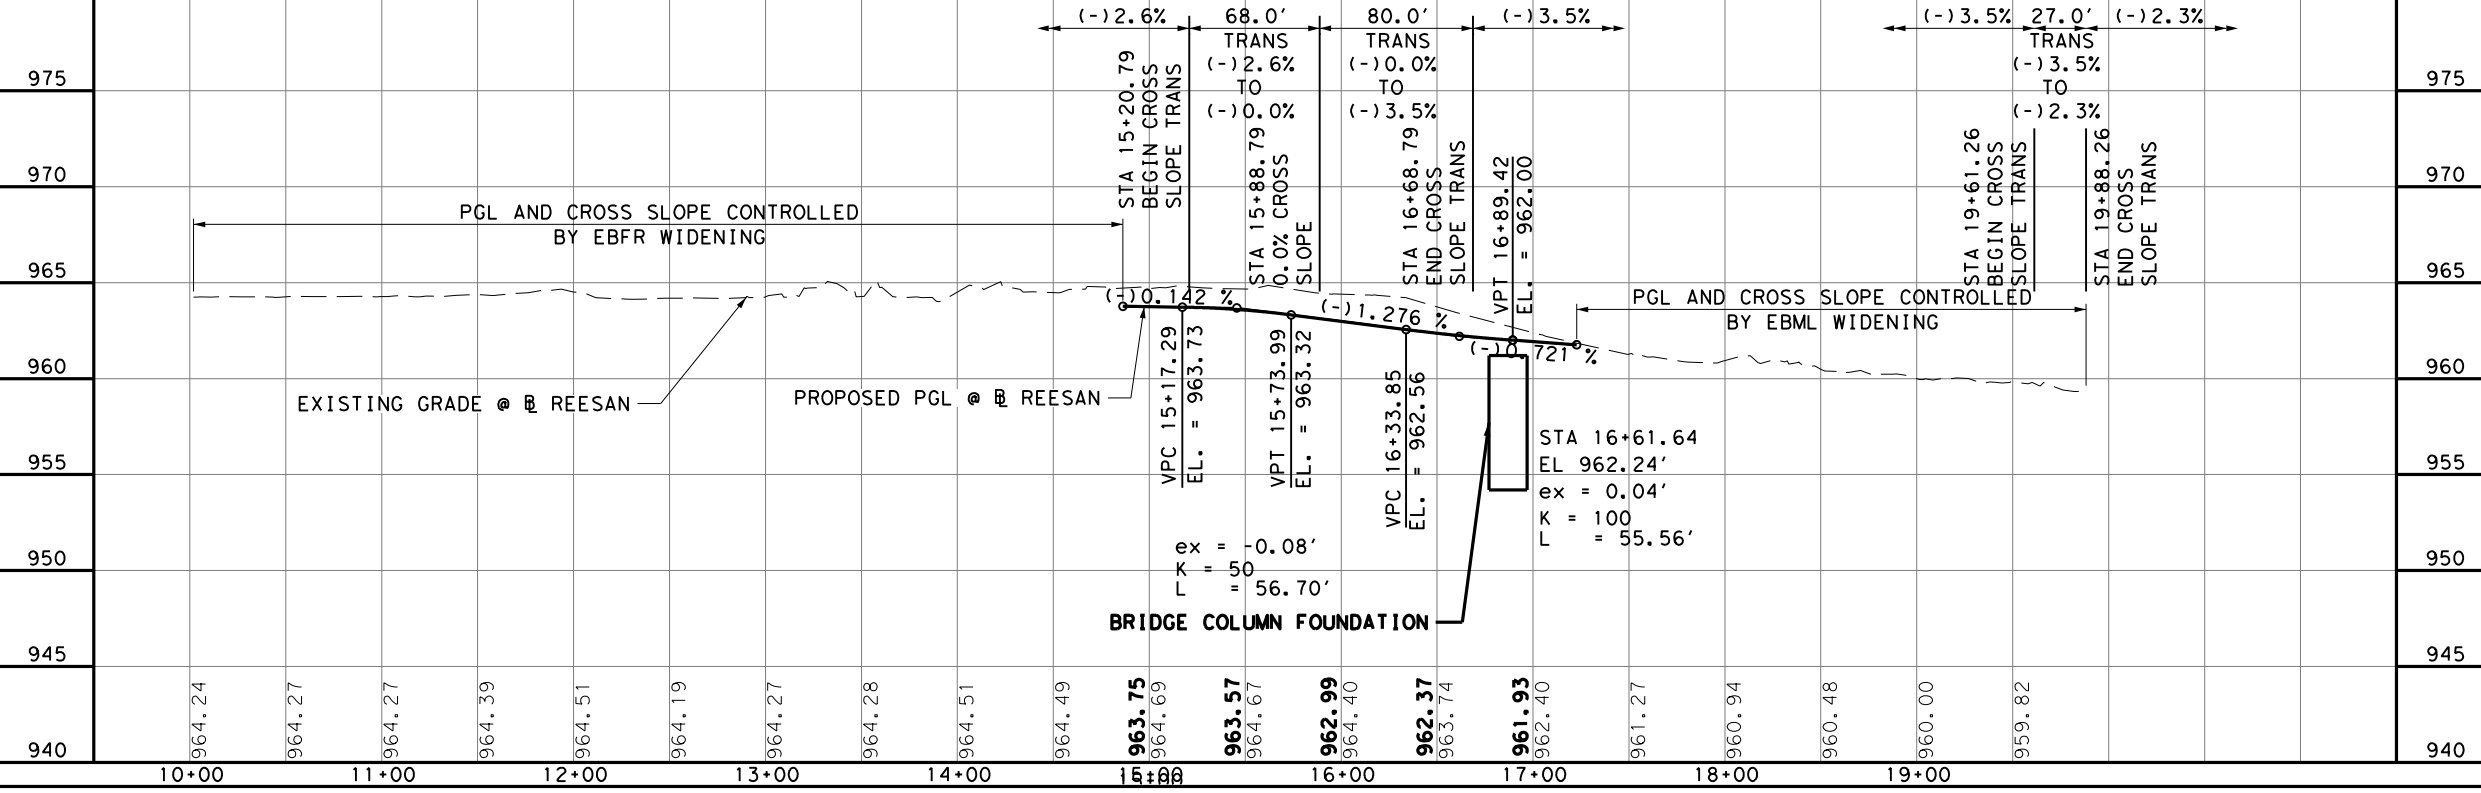 (-)2.6%
68.0'
TRANS
(-)2.6%
TO
(-)0.0%
80.0'
TRANS
(-)0.0%
TO
(-)3.5%
(-)3.5%
(-)3.5%
27.0'
TRANS
(-)3.5%
TO
(-)2.3%
(-)2.3%
975
970
965
960
955
950
945
940
975
970
965
960
955
950
945
940
STA 15+20.79
BEGIN CROSS
SLOPE TRANS
STA 15+88.79
0.0% CROSS
SLOPE
STA 16+68.79
END CROSS
SLOPE TRANS
VPT 16+89.42
EL. = 962.00
STA 19+61.26
BEGIN CROSS
SLOPE TRANS
STA 19+88.26
END CROSS
SLOPE TRANS
PGL AND CROSS SLOPE CONTROLLED
BY EBFR WIDENING
PGL AND CROSS SLOPE CONTROLLED
BY EBML WIDENING
(-)0.142 %
(-)1.276 %
(-)0.721 %
EXISTING GRADE @ BL REESAN
PROPOSED PGL @ BL REESAN
VPC 15+17.29
EL. = 963.73
VPT 15+73.99
EL. = 963.32
VPC 16+33.85
EL. = 962.56
STA 16+61.64
EL 962.24'
ex = 0.04'
K = 100
L = 55.56'
ex = -0.08'
K = 50
L = 56.70'
BRIDGE COLUMN FOUNDATION
964.24
964.27
964.27
964.39
964.51
964.19
964.27
964.28
964.51
964.49
963.75
964.69
963.57
964.67
962.99
964.40
962.37
963.74
961.93
962.40
961.27
960.94
960.48
960.00
959.82
10+00
11+00
12+00
13+00
14+00
15+00
16+00
17+00
18+00
19+00